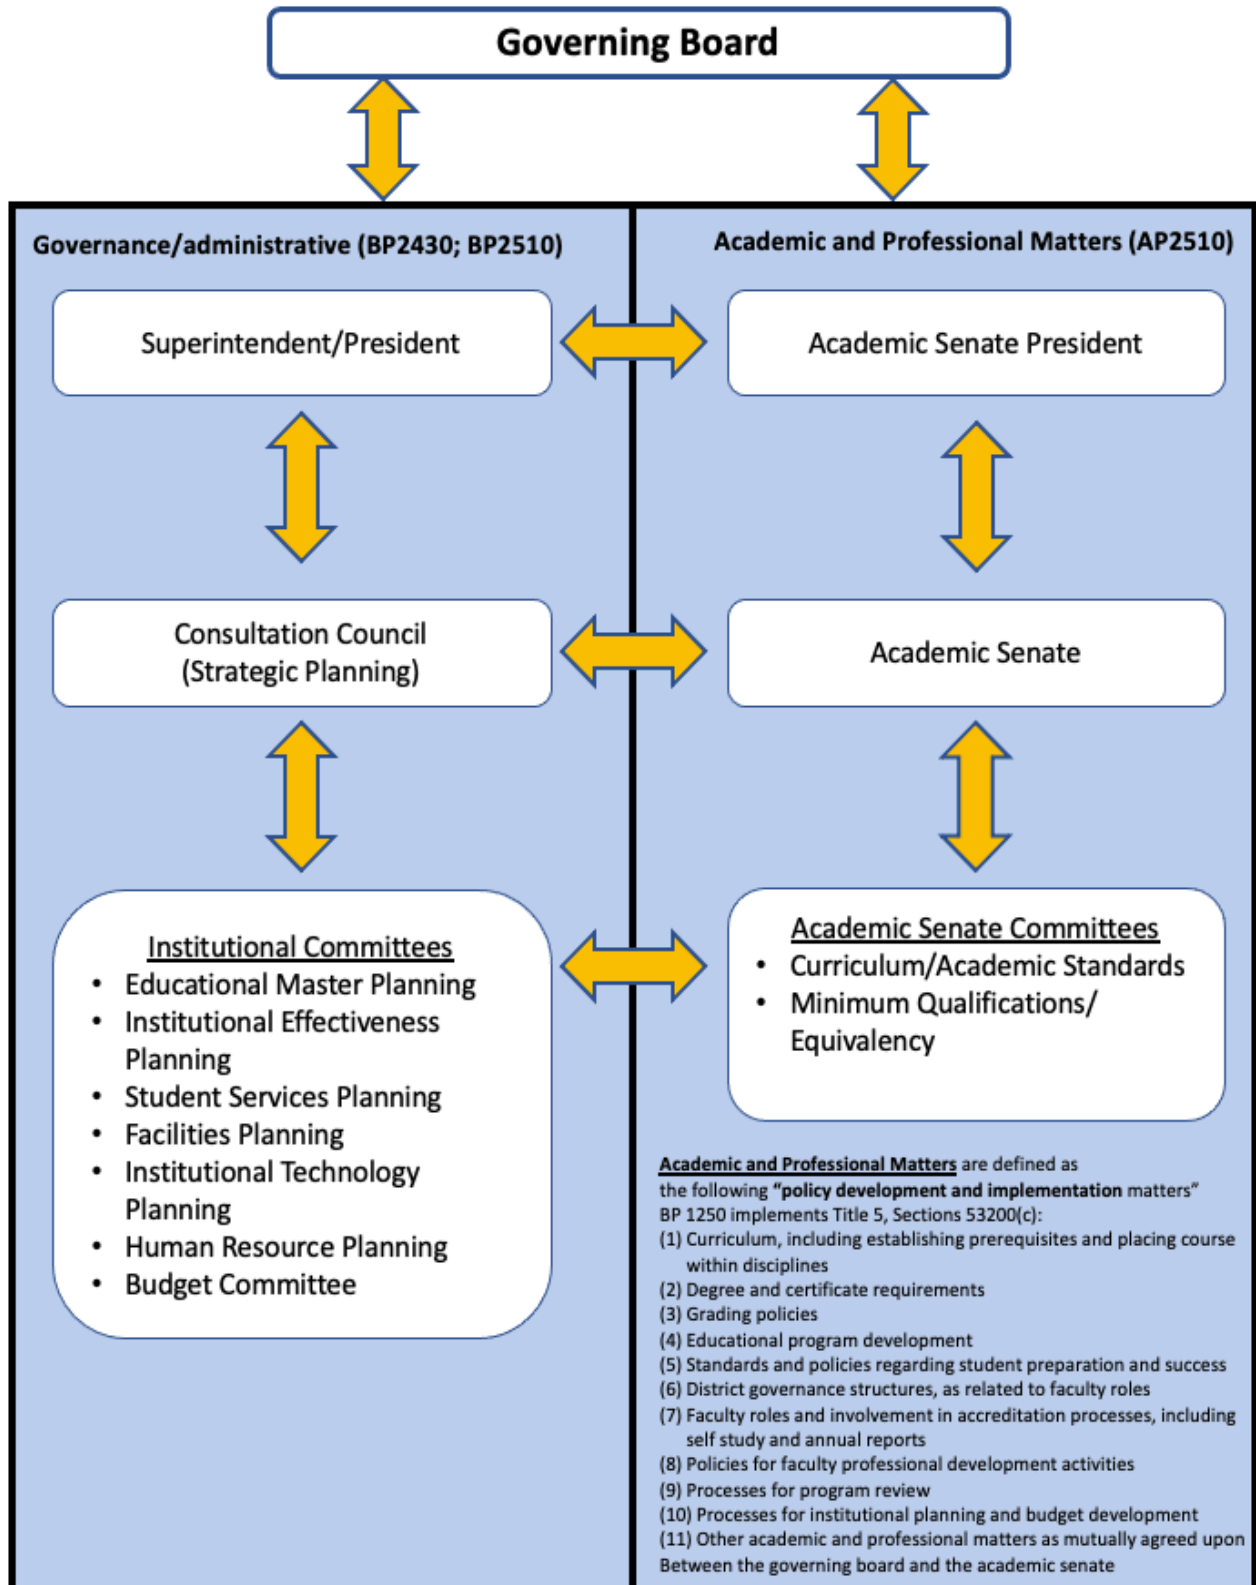 Governing Board
Governance/administrative (BP2430; BP2510)
Superintendent/President
Consultation Council
(Strategic Planning)
Institutional Committees
• Educational Master Planning
• Institutional Effectiveness
Planning
• Student Services Planning
• Facilities Planning
• Institutional Technology
Planning
• Human Resource Planning
• Budget Committee
Academic and Professional Matters (AP2510)
Academic Senate President
Academic Senate
Academic Senate Committees
• Curriculum/Academic Standards
• Minimum Qualifications/
Equivalency
Academic and Professional Matters are defined as
the following “policy development and implementation matters”
BP 1250 implements Title 5, Sections 53200(c):
(1) Curriculum, including establishing prerequisites and placing course
within disciplines
(2) Degree and certificate requirements
(3) Grading policies
(4) Educational program development
(5) Standards and policies regarding student preparation and success
(6) District governance structures, as related to faculty roles
(7) Faculty roles and involvement in accreditation processes, including
self study and annual reports
(8) Policies for faculty professional development activities
(9) Processes for program review
(10) Processes for institutional planning and budget development
(11) Other academic and professional matters as mutually agreed upon
Between the governing board and the academic senate